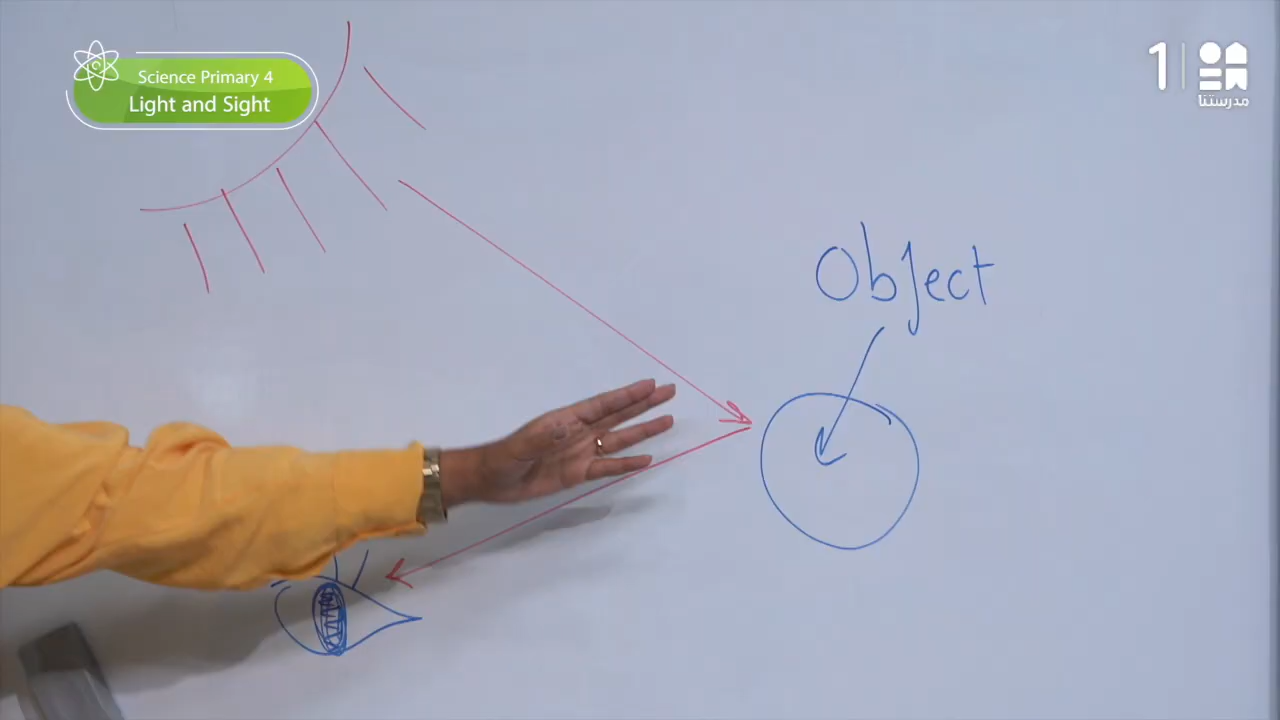 Science Primary 4
Light and Sight
1
مدرستنا
Object